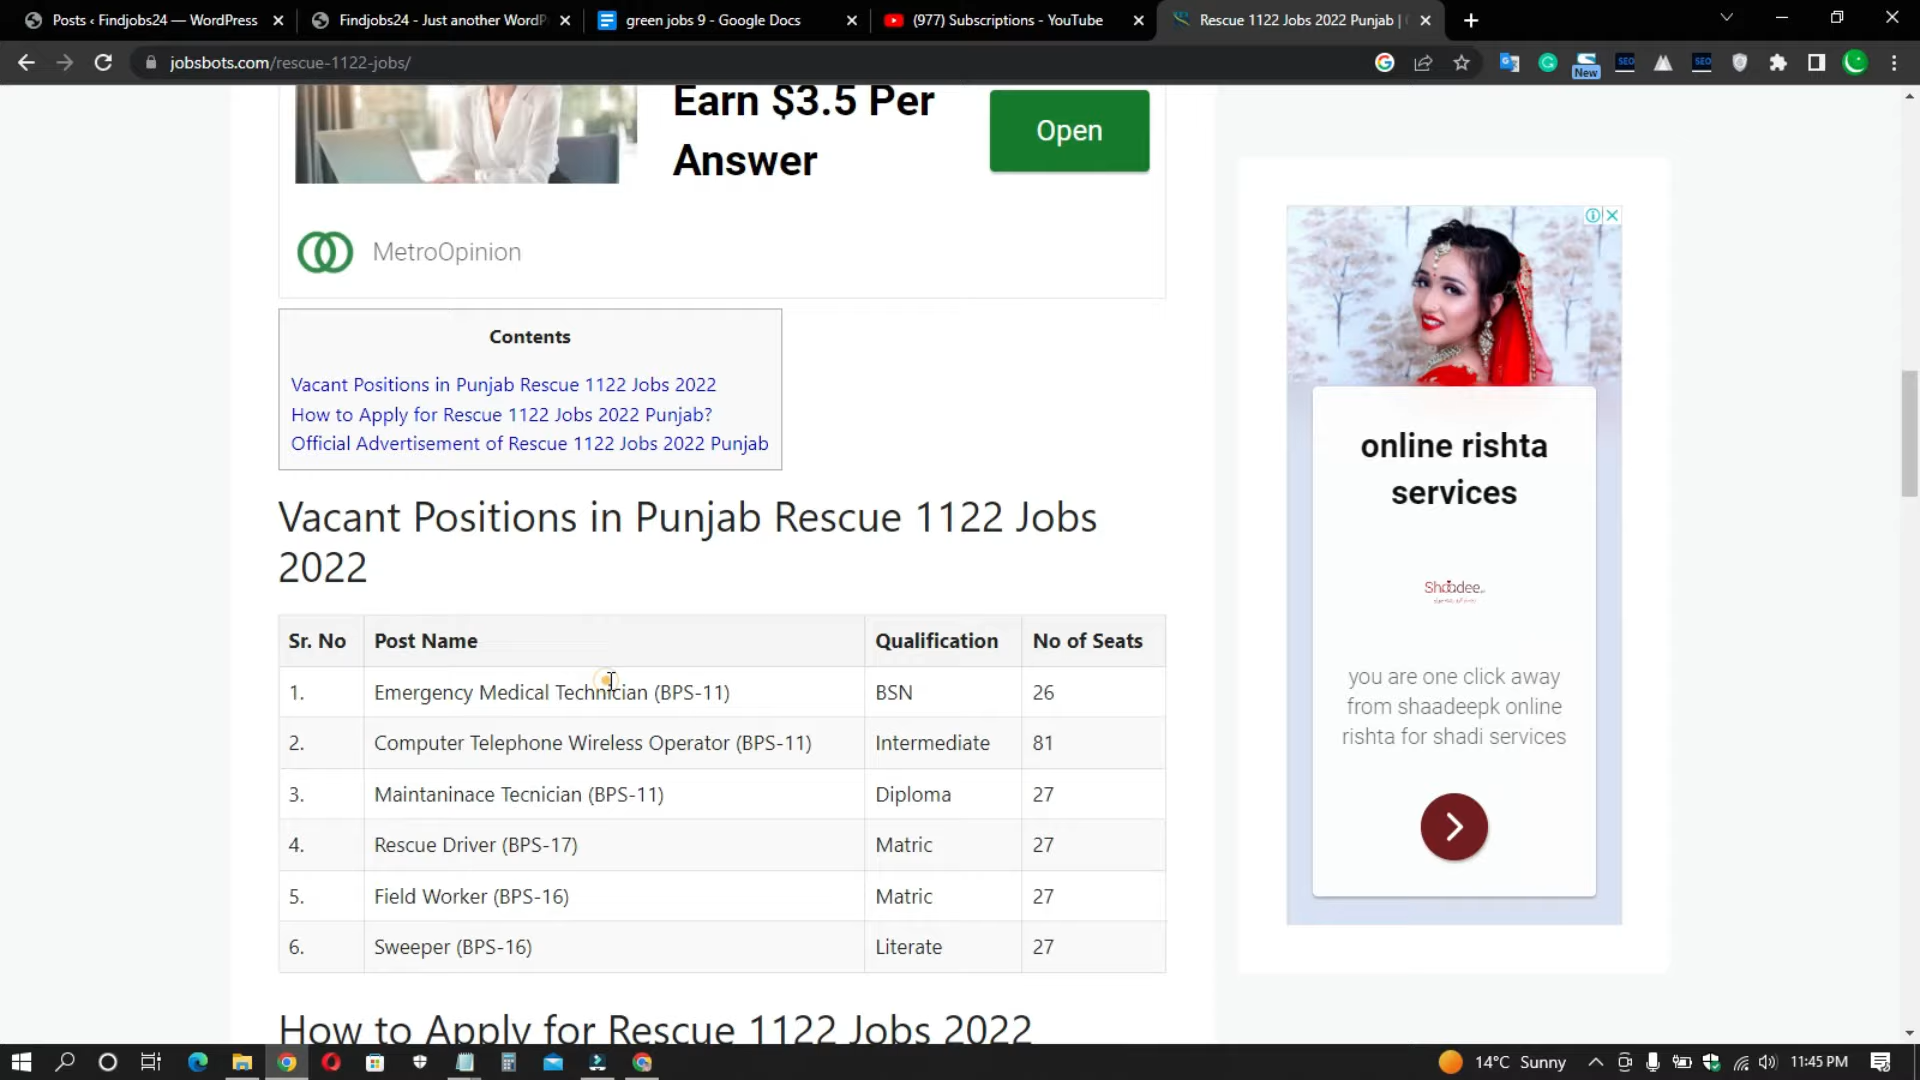 Posts ‹ Findjobs24 — WordPress
Findjobs24 - Just another WordP
green jobs 9 - Google Docs
(977) Subscriptions - YouTube
Rescue 1122 Jobs 2022 Punjab |
jobsbots.com/rescue-1122-jobs/
New
SEO
SEO
Earn $3.5 Per
Answer
Open
MetroOpinion
Contents
Vacant Positions in Punjab Rescue 1122 Jobs 2022
How to Apply for Rescue 1122 Jobs 2022 Punjab?
Official Advertisement of Rescue 1122 Jobs 2022 Punjab
Vacant Positions in Punjab Rescue 1122 Jobs
2022
Sr. No Post Name Qualification No of Seats
1. Emergency Medical Technician (BPS-11) BSN 26
2. Computer Telephone Wireless Operator (BPS-11) Intermediate 81
3. Maintaninace Tecnician (BPS-11) Diploma 27
4. Rescue Driver (BPS-17) Matric 27
5. Field Worker (BPS-16) Matric 27
6. Sweeper (BPS-16) Literate 27
How to Apply for Rescue 1122 Jobs 2022
online rishta
services
Shaadee
you are one click away
from shaadeepk online
rishta for shadi services
14°C Sunny
11:45 PM